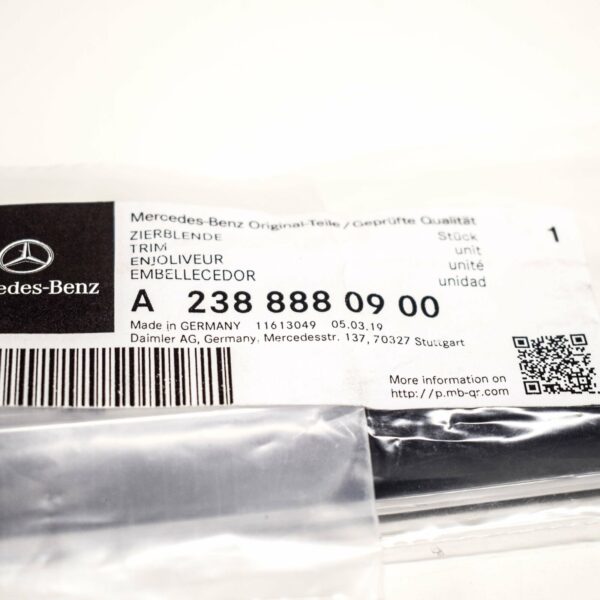 Mercedes-Benz Original-Teile / Geprüfte Qualität
ZIERBLENDE Stück 1
TRIM unit
ENJOLIVEUR unité
EMBELLECEDOR unidad
edes-Benz
A 238 888 09 00
Made in GERMANY 11613049 05.03.19
Daimler AG, Germany, Mercedesstr. 137, 70327 Stuttgart
More information on
http://p.mb-qr.com